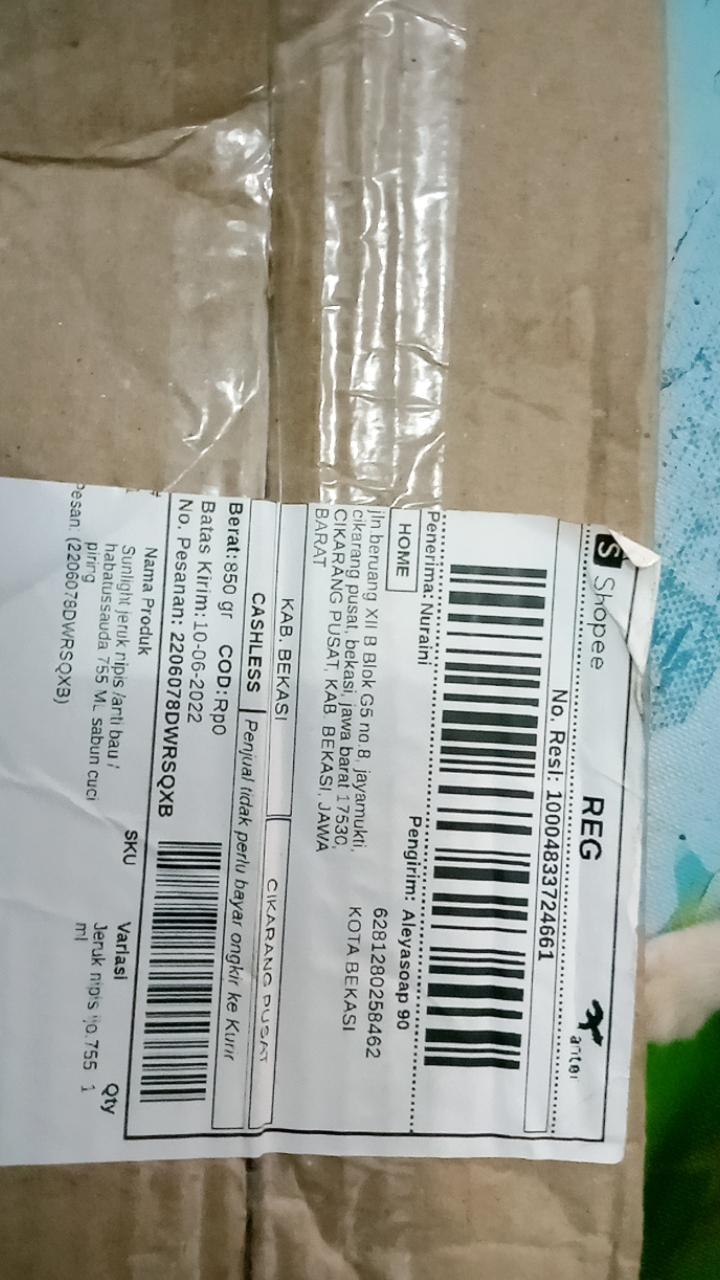 Shopee
REG
anter
No. Resi: 10004833724661
Penerima: Nuraini
Pengirim: Aleyasoap 90
HOME
6281280258462
KOTA BEKASI
jln.beruang XII B Blok G5 no.8, jayamukti,
cikarang pusat, bekasi, jawa barat 17530,
CIKARANG PUSAT, KAB. BEKASI, JAWA
BARAT
KAB. BEKASI
CIKARANG PUSAT
CASHLESS
Penjual tidak perlu bayar ongkir ke Kurir
Berat: 850 gr COD: Rp0
Batas Kirim: 10-06-2022
No. Pesanan: 2206078DWRSQXB
# Nama Produk SKU Variasi Qty
Sunlight jeruk nipis /anti bau / Jeruk nipis ijo.755 1
habatussauda 755 ML sabun cuci ml
piring
Pesan: (2206078DWRSQXB)